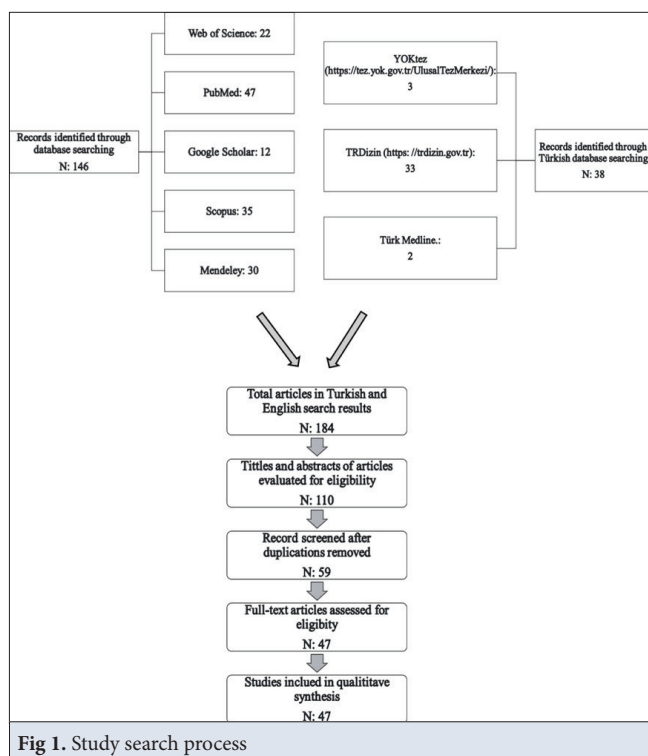 Records identified through
database searching
N: 146
Web of Science: 22
PubMed: 47
Google Scholar: 12
Scopus: 35
Mendeley: 30
YOKtez
(https://tez.yok.gov.tr/UlusalTezMerkezi/):
3
TRDizin (https: //trdizin.gov.tr):
33
Türk Medline.:
2
Records identified through
Türkish database searching
N: 38
Total articles in Turkish and
English search results
N: 184
Tittles and abstracts of articles
evaluated for eligibility
N: 110
Record screened after
duplications removed
N: 59
Full-text articles assessed for
eligibity
N: 47
Studies inclued in qualititave
synthesis
N: 47
Fig 1. Study search process